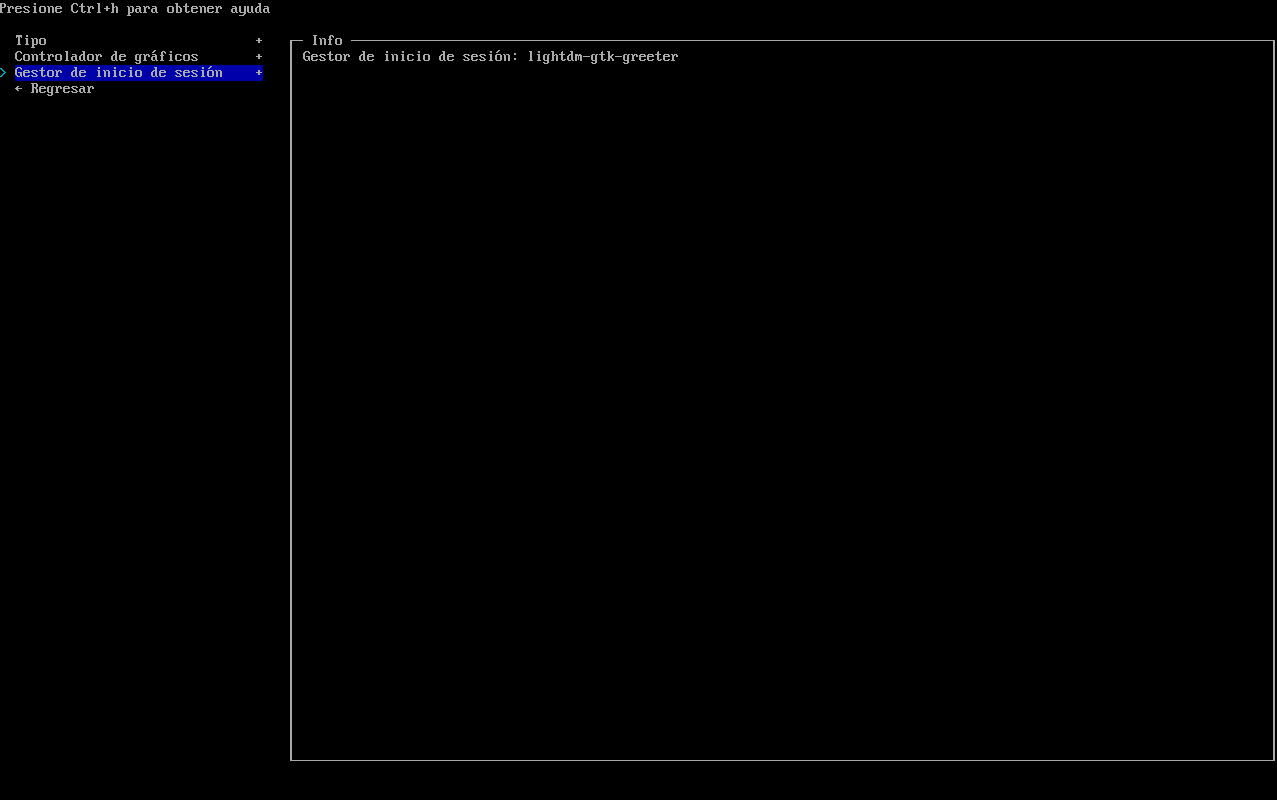 Presione Ctrl+h para obtener ayuda
Tipo +
Controlador de gráficos +
> Gestor de inicio de sesión +
← Regresar
Info
Gestor de inicio de sesión: lightdm-gtk-greeter